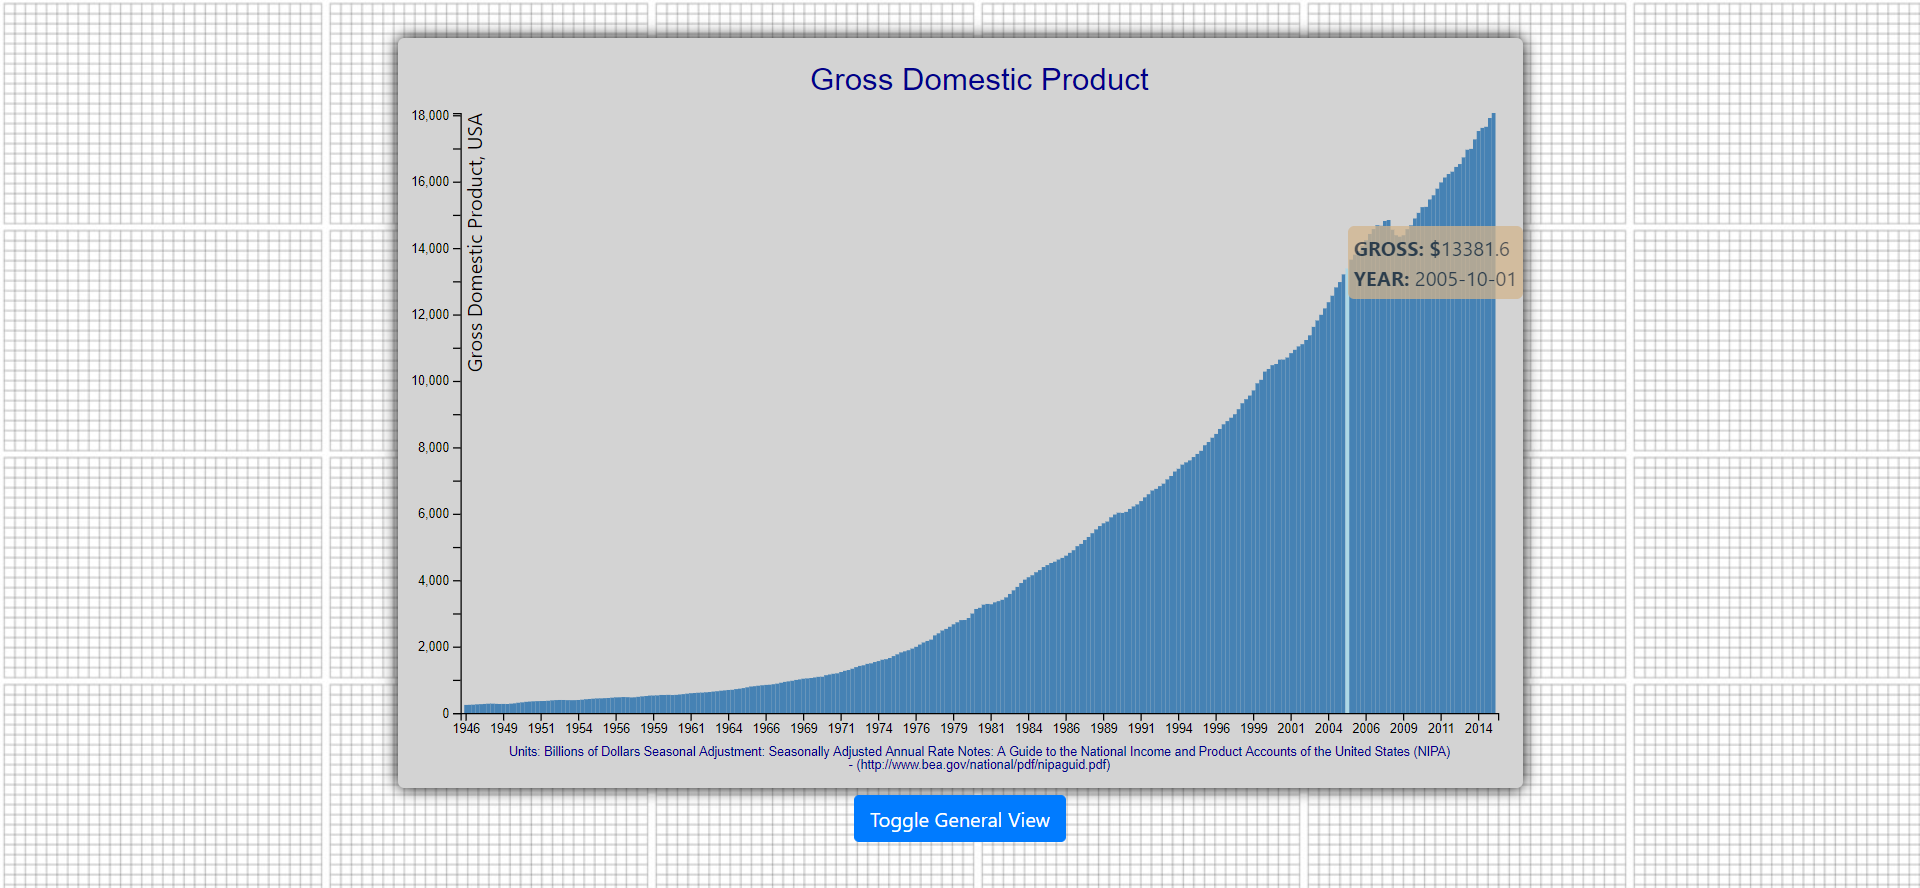 Gross Domestic Product
18,000
16,000
14,000
12,000
10,000
8,000
6,000
4,000
2,000
0
Gross Domestic Product, USA
GROSS: $13381.6
YEAR: 2005-10-01
1946 1949 1951 1954 1956 1959 1961 1964 1966 1969 1971 1974 1976 1979 1981 1984 1986 1989 1991 1994 1996 1999 2001 2004 2006 2009 2011 2014
Units: Billions of Dollars Seasonal Adjustment: Seasonally Adjusted Annual Rate Notes: A Guide to the National Income and Product Accounts of the United States (NIPA)
- (http://www.bea.gov/national/pdf/nipaguid.pdf)
Toggle General View